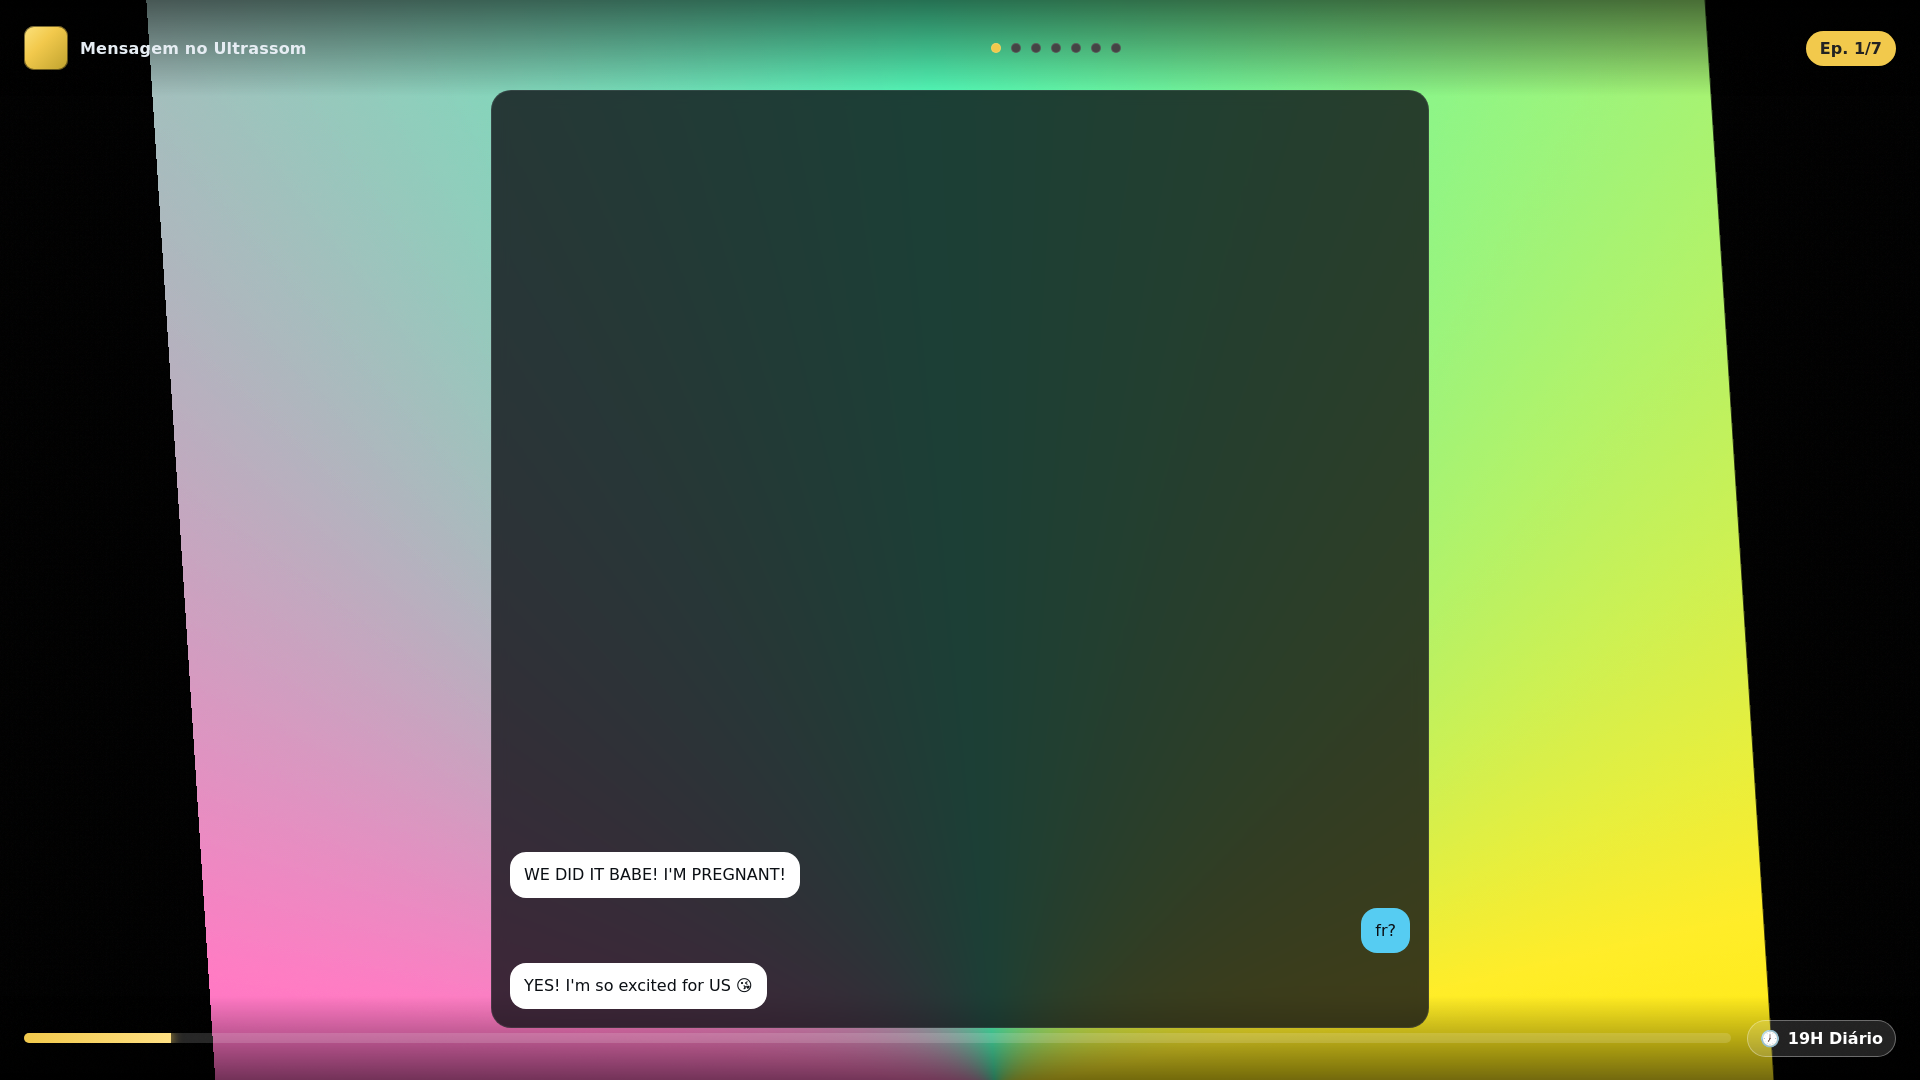 Mensagem no Ultrassom
Ep. 1/7
WE DID IT BABE! I'M PREGNANT!
fr?
YES! I'm so excited for US 😘
🕖 19H Diário